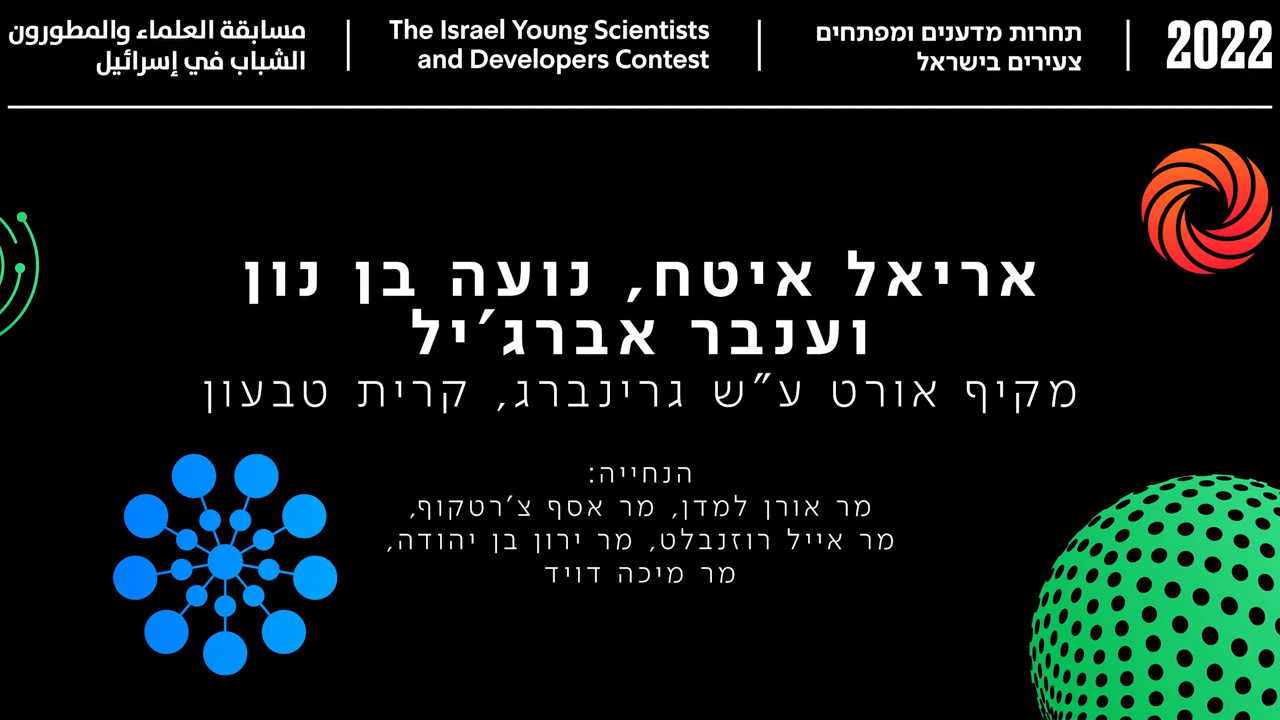 2022
תחרות מדענים ומפתחים
צעירים בישראל
The Israel Young Scientists
and Developers Contest
مسابقة العلماء والمطورون
الشباب في إسرائيل
אריאל איטח, נועה בן נון
וענבר אברג׳יל
מקיף אורט ע״ש גרינברג, קרית טבעון
הנחייה:
מר אורן למדן, מר אסף צ׳רטקוף,
מר אייל רוזנבלט, מר ירון בן יהודה,
מר מיכה דויד